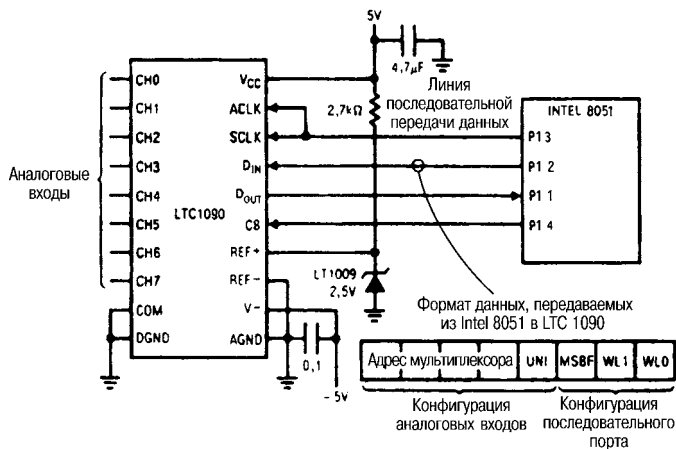 5V
4,7µF
CH0
CH1
CH2
CH3
CH4
CH5
CH6
CH7
COM
DGND
LTC1090
VCC
ACLK
SCLK
DIN
DOUT
CS
REF+
REF-
V-
AGND
Аналоговые
входы
2,7kΩ
Линия
последовательной
передачи данных
INTEL 8051
P1 3
P1 2
P1 1
P1 4
LT1009
2,5V
0,1
- 5V
Формат данных, передаваемых
из Intel 8051 в LTC 1090
Адрес мультиплексора UNI MSBF WL1 WL0
Конфигурация
аналоговых входов
Конфигурация
последовательного
порта